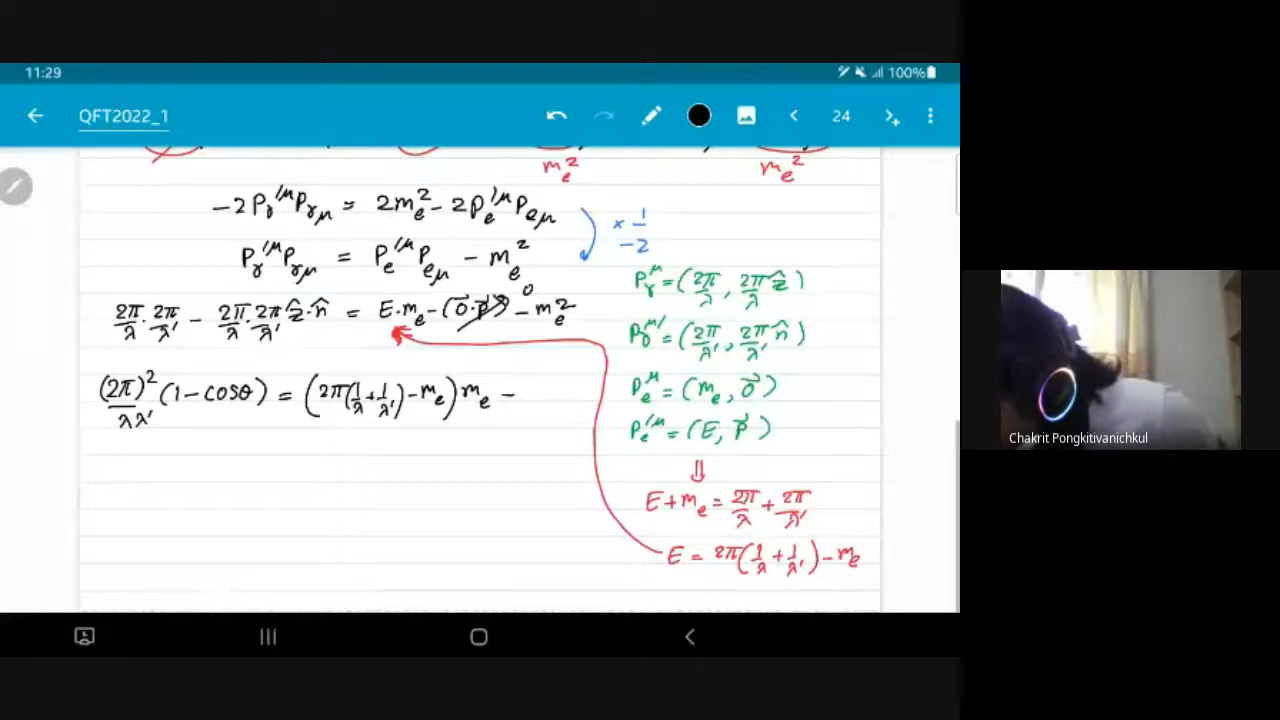 11:29
100%
QFT2022_1
24
m_e^2
m_e^2
-2P_γ'^μ P_γμ = 2m_e^2 - 2P_e'^μ P_eμ
× 1/-2
P_γ'^μ P_γμ = P_e'^μ P_eμ - m_e^2
P_γ^μ = (2π/λ, 2π/λ ẑ)
2π/λ · 2π/λ' - 2π/λ · 2π/λ' ẑ·n̂ = E·m_e - (0⃗·p⃗) 0 - m_e^2
P_γ^μ' = (2π/λ', 2π/λ' n̂)
(2π)^2/λλ' (1 - cosθ) = (2π(1/λ + 1/λ') - m_e) m_e -
P_e^μ = (m_e, 0⃗)
P_e'^μ = (E, p⃗)
⇓
E + m_e = 2π/λ + 2π/λ'
E = 2π(1/λ + 1/λ') - m_e
Chakrit Pongkitivanichkul